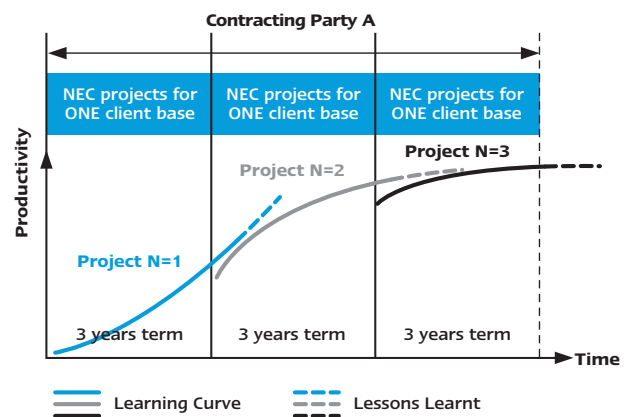 Contracting Party A
NEC projects for
ONE client base
NEC projects for
ONE client base
NEC projects for
ONE client base
Productivity
Project N=3
Project N=2
Project N=1
3 years term
3 years term
3 years term
Time
Learning Curve
Lessons Learnt